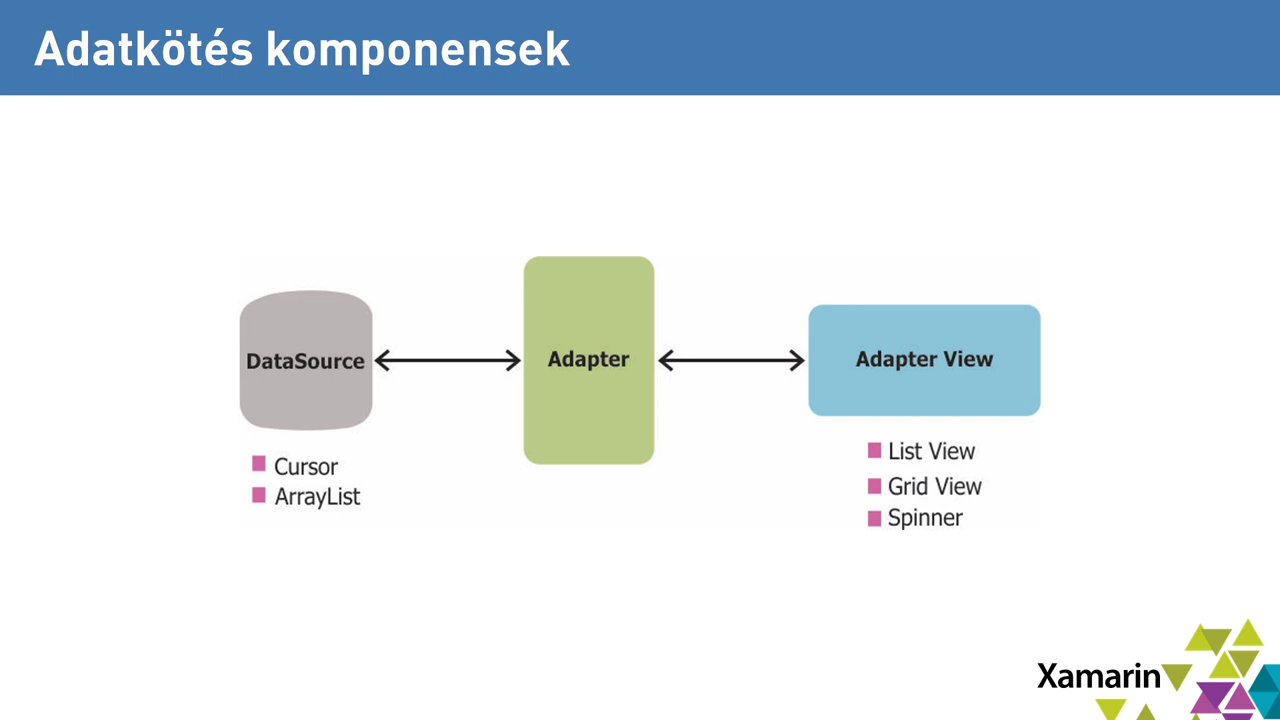 Adatkötés komponensek
DataSource
Adapter
Adapter View
Cursor
ArrayList
List View
Grid View
Spinner
Xamarin